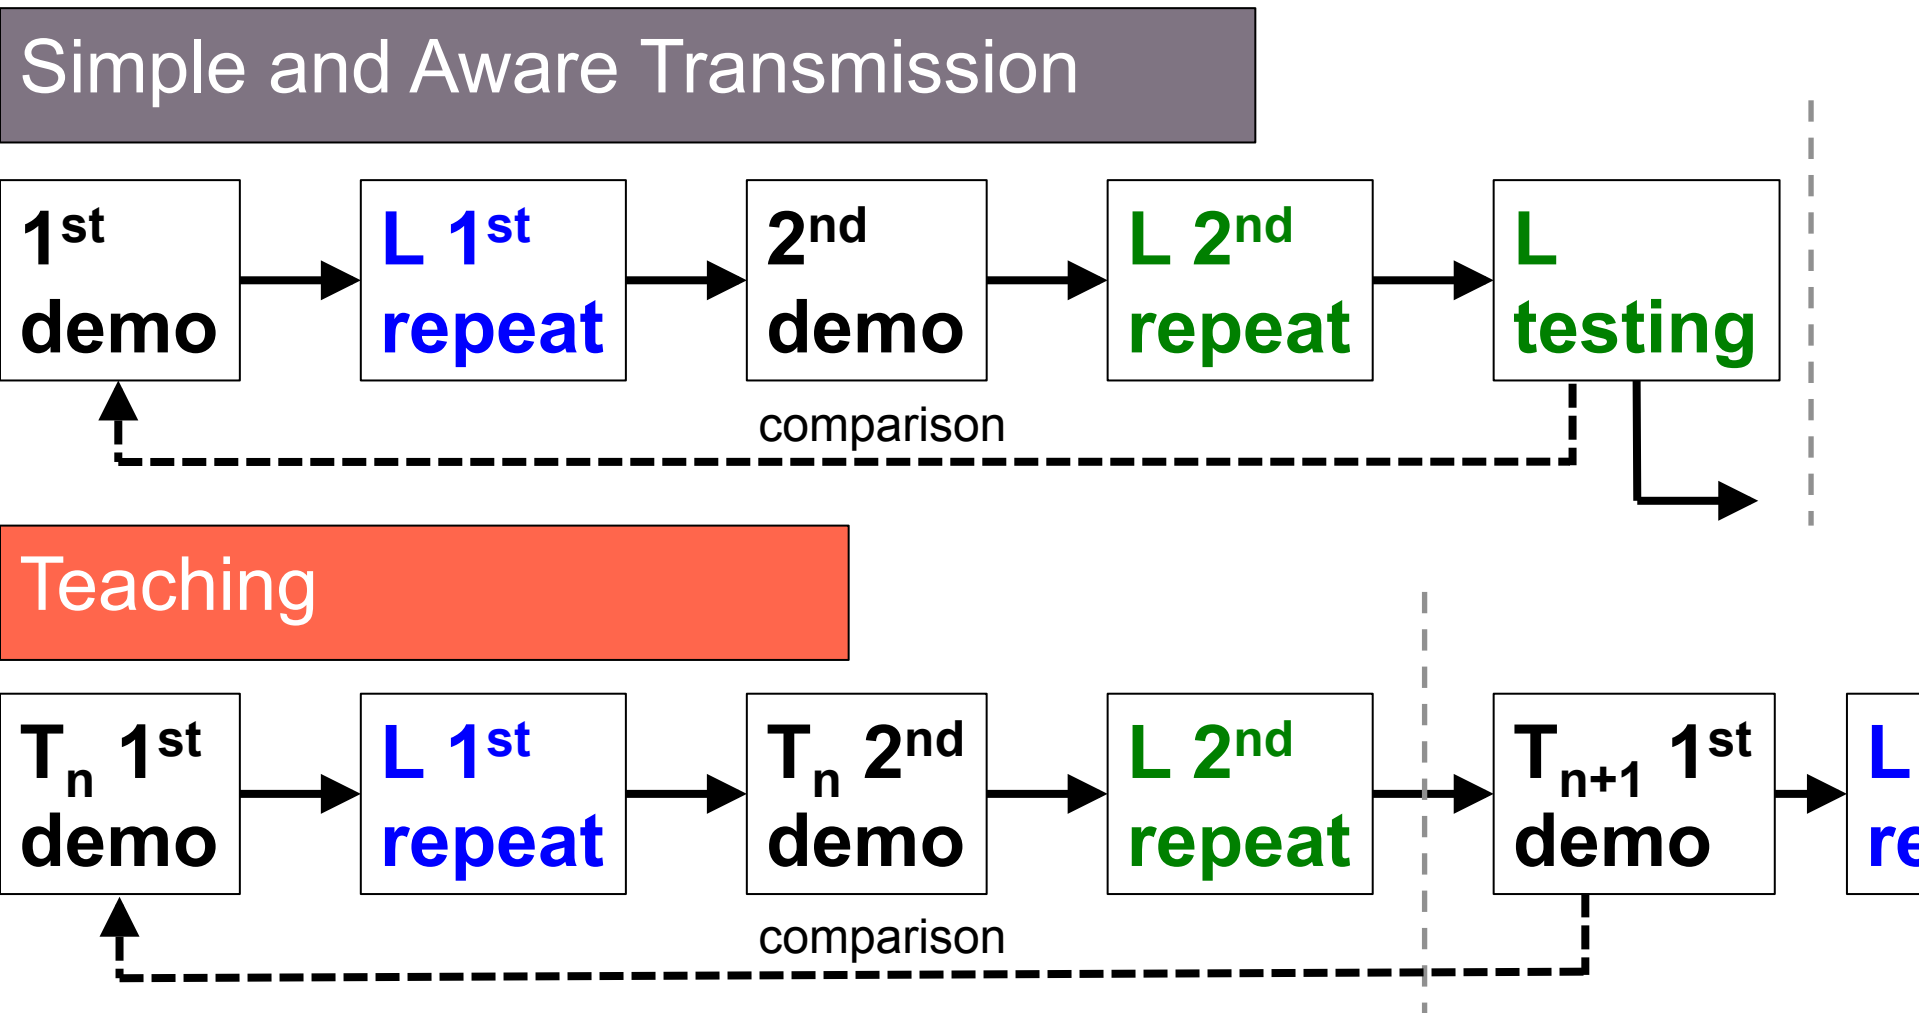 Simple and Aware Transmission
1st L 1st 2nd L 2nd L
demo repeat demo repeat testing
comparison
Teaching
Tn 1st L 1st Tn 2nd L 2nd Tn+1 1st L
demo repeat demo repeat demo re
comparison